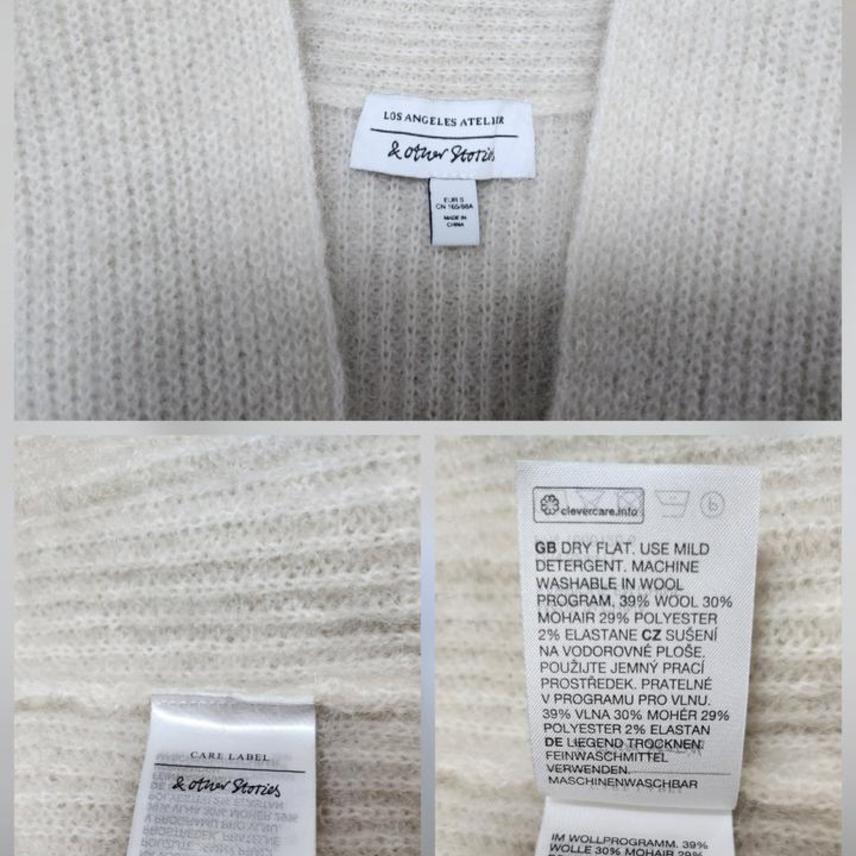 LOS ANGELES ATELIER
& other Stories
EUR S
CN 165/88A
MADE IN
CHINA
CARE LABEL
& other Stories
clevercare.info
GB DRY FLAT. USE MILD
DETERGENT. MACHINE
WASHABLE IN WOOL
PROGRAM. 39% WOOL 30%
MOHAIR 29% POLYESTER
2% ELASTANE CZ SUŠENÍ
NA VODOROVNÉ PLOŠE.
POUŽIJTE JEMNÝ PRACÍ
PROSTŘEDEK. PRATELNÉ
V PROGRAMU PRO VLNU.
39% VLNA 30% MOHÉR 29%
POLYESTER 2% ELASTAN
DE LIEGEND TROCKNEN.
FEINWASCHMITTEL
VERWENDEN.
MASCHINENWASCHBAR
IM WOLLPROGRAMM. 39%
WOLLE 30% MOHAIR 29%